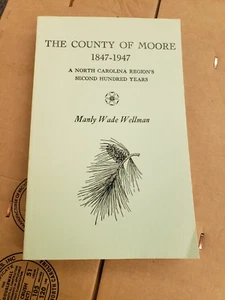 THE COUNTY OF MOORE
1847-1947
A NORTH CAROLINA REGION'S
SECOND HUNDRED YEARS
Manly Wade Wellman